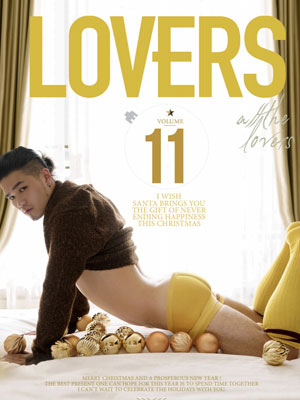 LOVERS
all the
lovers
VOLUME
11
I WISH
SANTA BRINGS YOU
THE GIFT OF NEVER
ENDING HAPPINESS
THIS CHRISTMAS
MERRY CHRISTMAS AND A PROSPEROUS NEW YEAR !
THE BEST PRESENT ONE CAN HOPE FOR THIS YEAR IS TO SPEND TIME TOGETHER
I CAN'T WAIT TO CELEBRATE THE HOLIDAYS WITH YOU